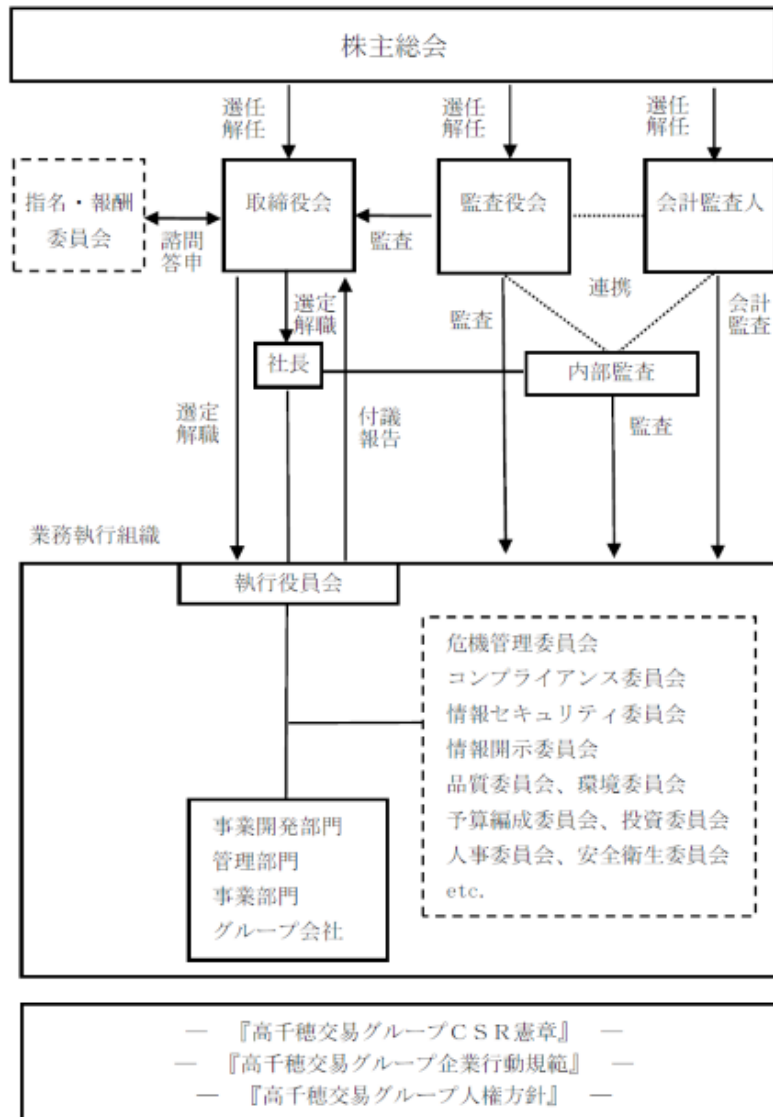 株主総会
選任
解任
選任
解任
選任
解任
指名・報酬
委員会
諮問
答申
取締役会
監査
監査役会
会計監査人
連携
選定
解職
監査
会計
監査
社長
内部監査
選定
解職
付議
報告
監査
業務執行組織
執行役員会
危機管理委員会
コンプライアンス委員会
情報セキュリティ委員会
情報開示委員会
品質委員会、環境委員会
予算編成委員会、投資委員会
人事委員会、安全衛生委員会
etc.
事業開発部門
管理部門
事業部門
グループ会社
― 『高千穂交易グループCSR憲章』 ―
― 『高千穂交易グループ企業行動規範』 ―
― 『高千穂交易グループ人権方針』 ―